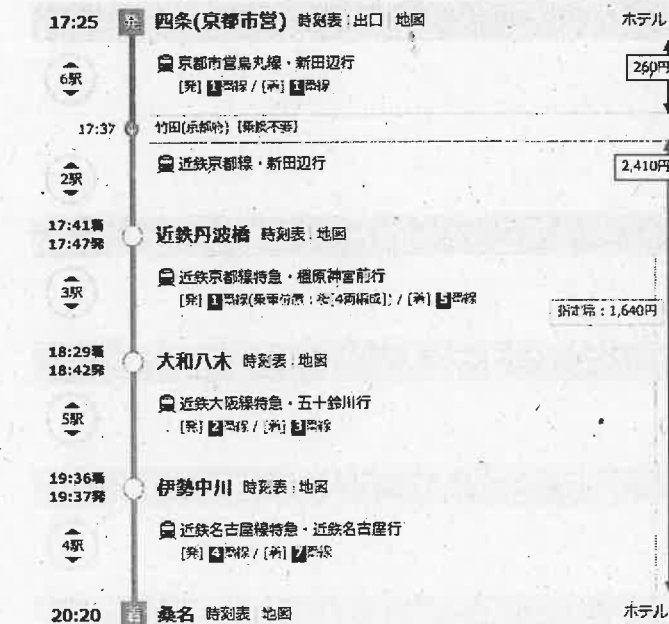 17:25 発 四条(京都市営) 時刻表 出口 地図 ホテル
京都市営烏丸線・新田辺行
6駅 [発] 1番線 / [着] 1番線
260円
17:37 竹田(京都府) [乗換不要]
近鉄京都線・新田辺行
2駅
2,410円
17:41着
17:47発
近鉄丹波橋 時刻表 地図
近鉄京都線特急・橿原神宮前行
3駅 [発] 1番線(乗車位置:後[4両編成]) / [着] 5番線
指定席:1,640円
18:29着
18:42発
大和八木 時刻表 地図
近鉄大阪線特急・五十鈴川行
5駅 [発] 2番線 / [着] 3番線
19:36着
19:37発
伊勢中川 時刻表 地図
近鉄名古屋線特急・近鉄名古屋行
4駅 [発] 4番線 / [着] 7番線
20:20 着 桑名 時刻表 地図 ホテル